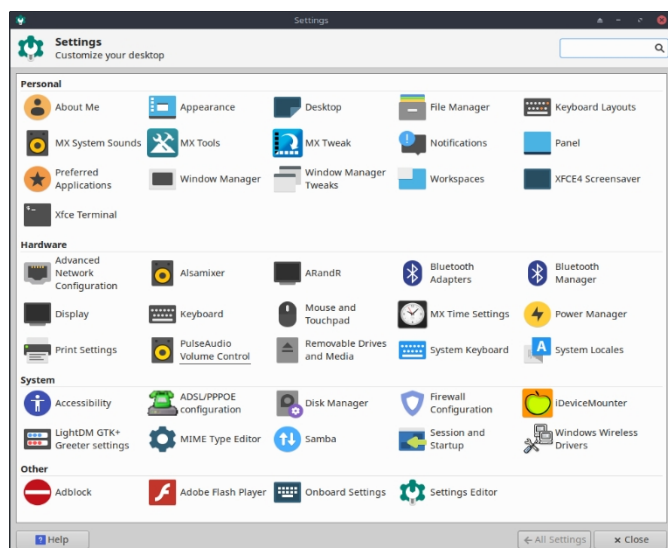 Settings
Settings
Customize your desktop
Personal
About Me
Appearance
Desktop
File Manager
Keyboard Layouts
MX System Sounds
MX Tools
MX Tweak
Notifications
Panel
Preferred
Applications
Window Manager
Window Manager
Tweaks
Workspaces
XFCE4 Screensaver
Xfce Terminal
Hardware
Advanced
Network
Configuration
Alsamixer
ARandR
Bluetooth
Adapters
Bluetooth
Manager
Display
Keyboard
Mouse and
Touchpad
MX Time Settings
Power Manager
Print Settings
PulseAudio
Volume Control
Removable Drives
and Media
System Keyboard
System Locales
System
Accessibility
ADSL/PPPOE
configuration
Disk Manager
Firewall
Configuration
iDeviceMounter
LightDM GTK+
Greeter settings
MIME Type Editor
Samba
Session and
Startup
Windows Wireless
Drivers
Other
Adblock
Adobe Flash Player
Onboard Settings
Settings Editor
Help
All Settings
Close